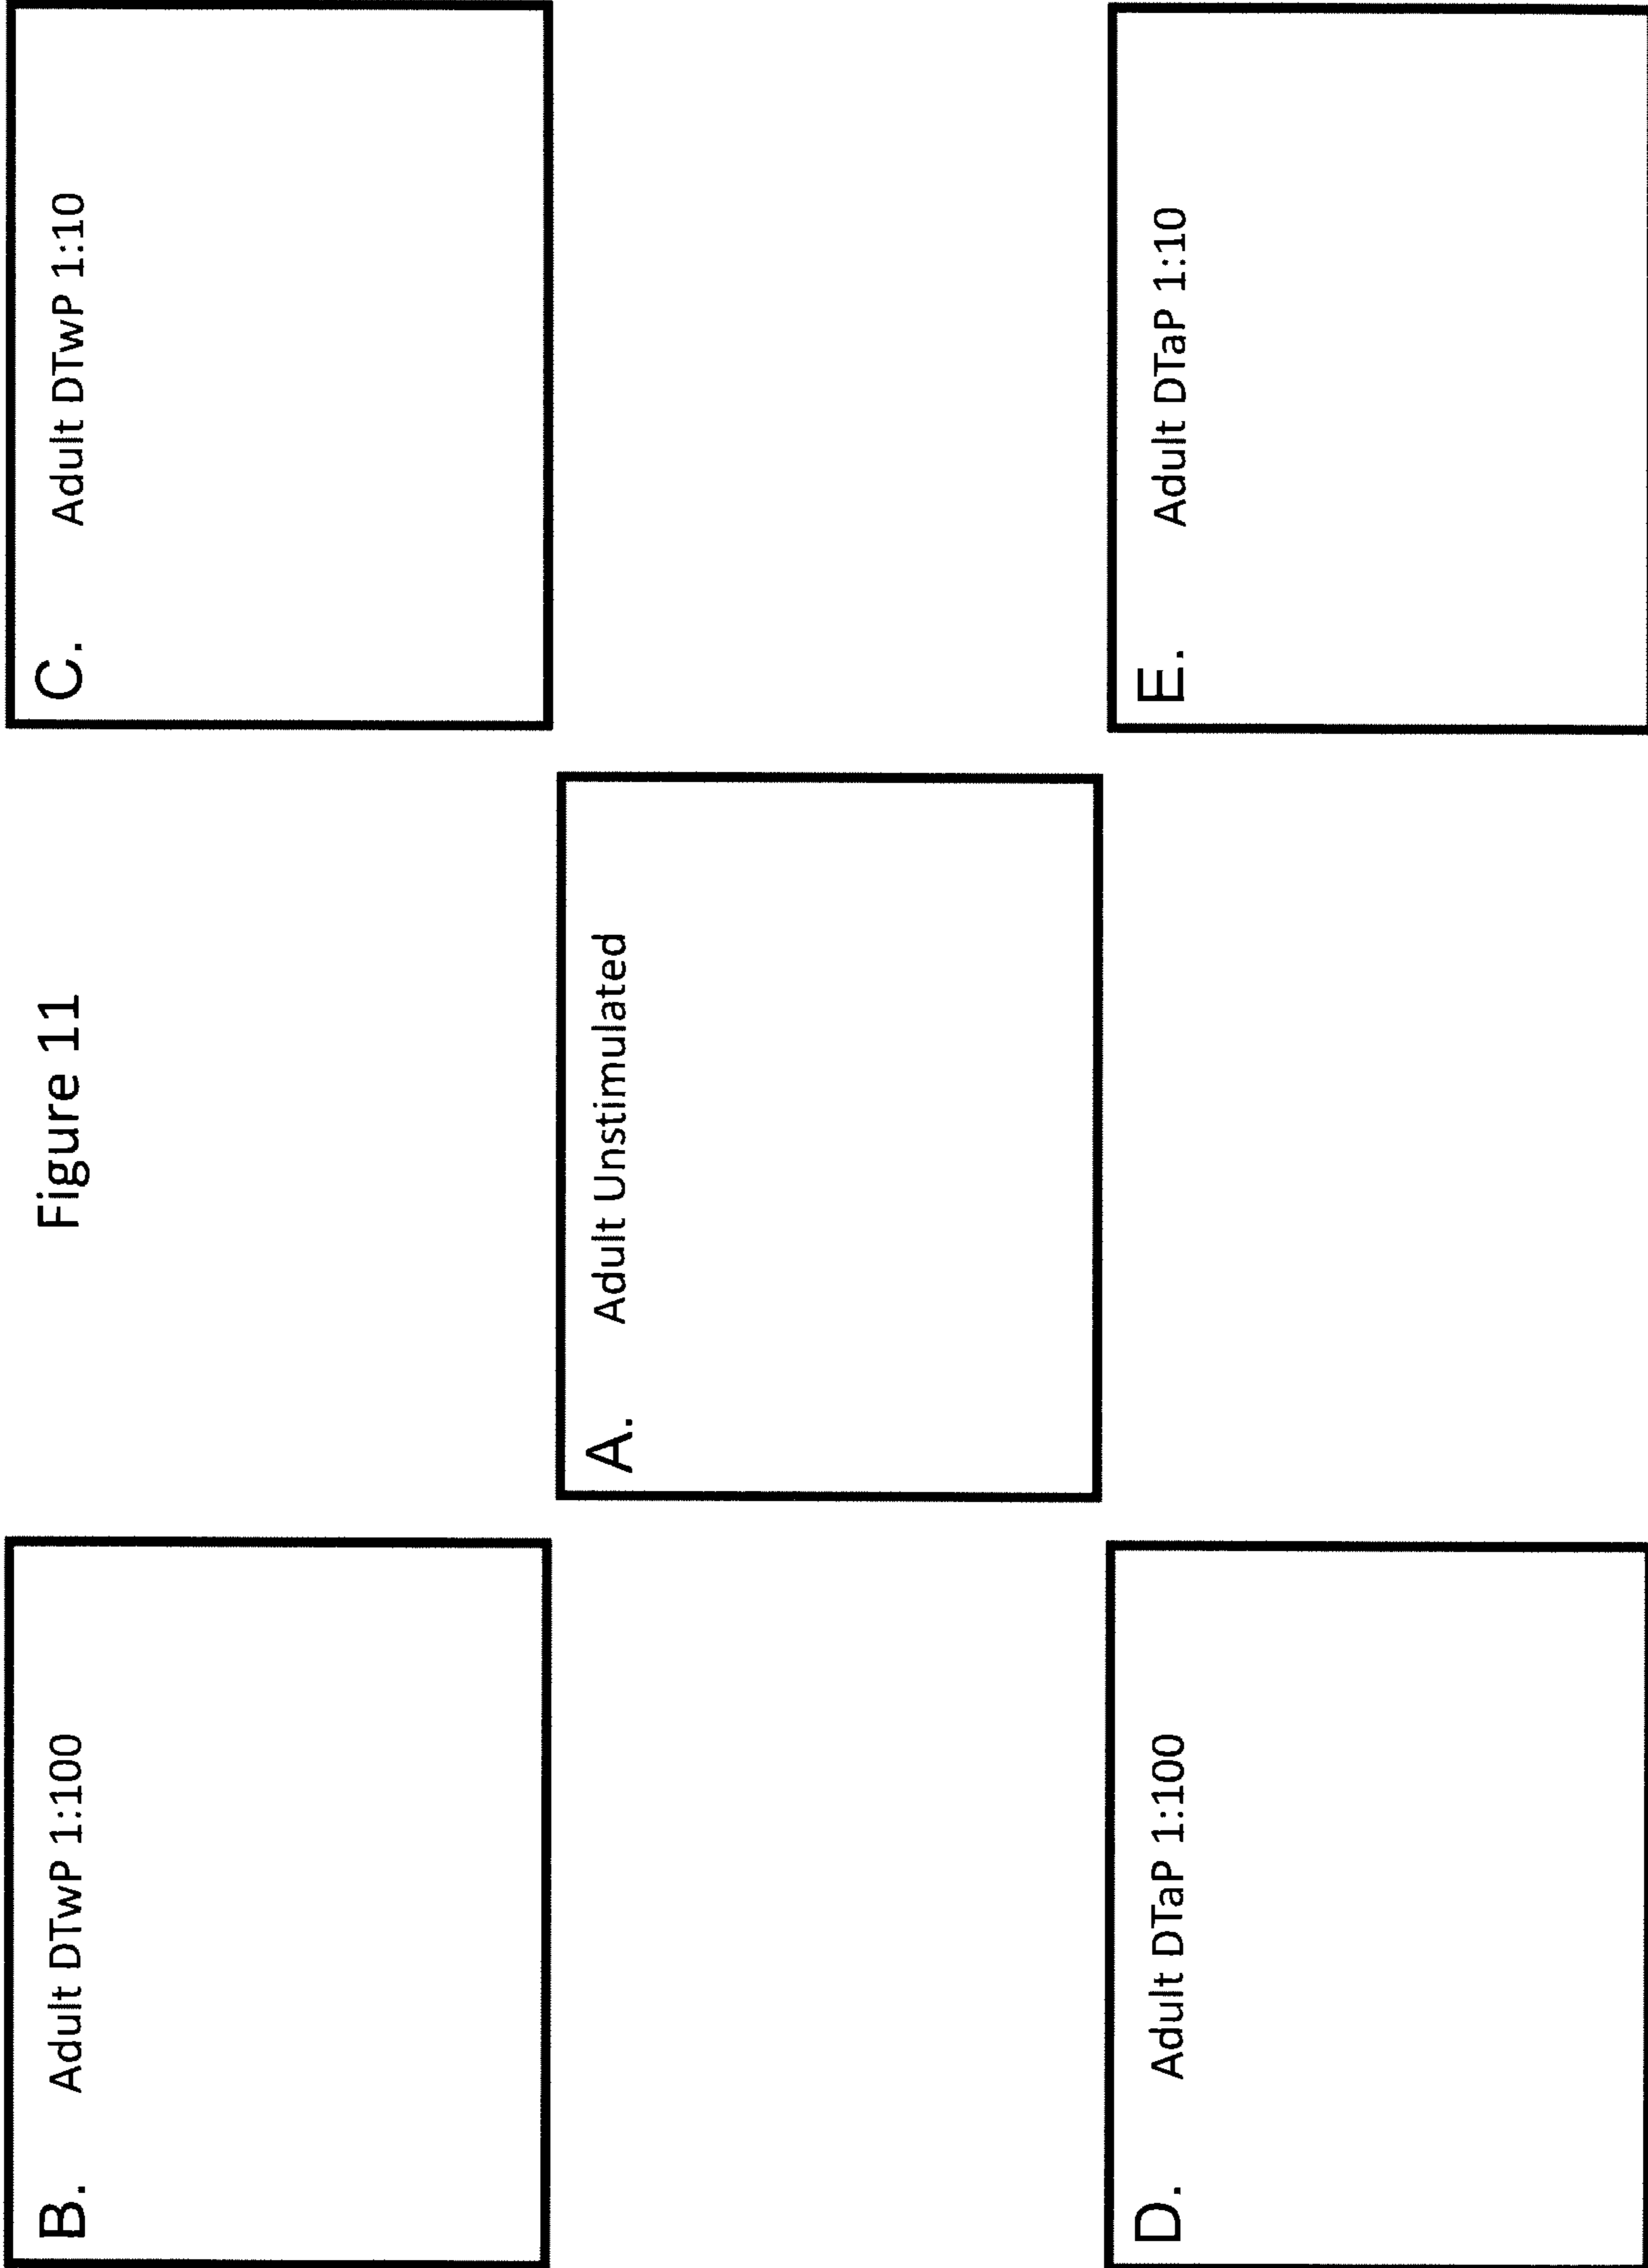 Figure 11
B. Adult DTwP 1:100
C. Adult DTwP 1:10
A. Adult Unstimulated
D. Adult DTaP 1:100
E. Adult DTaP 1:10